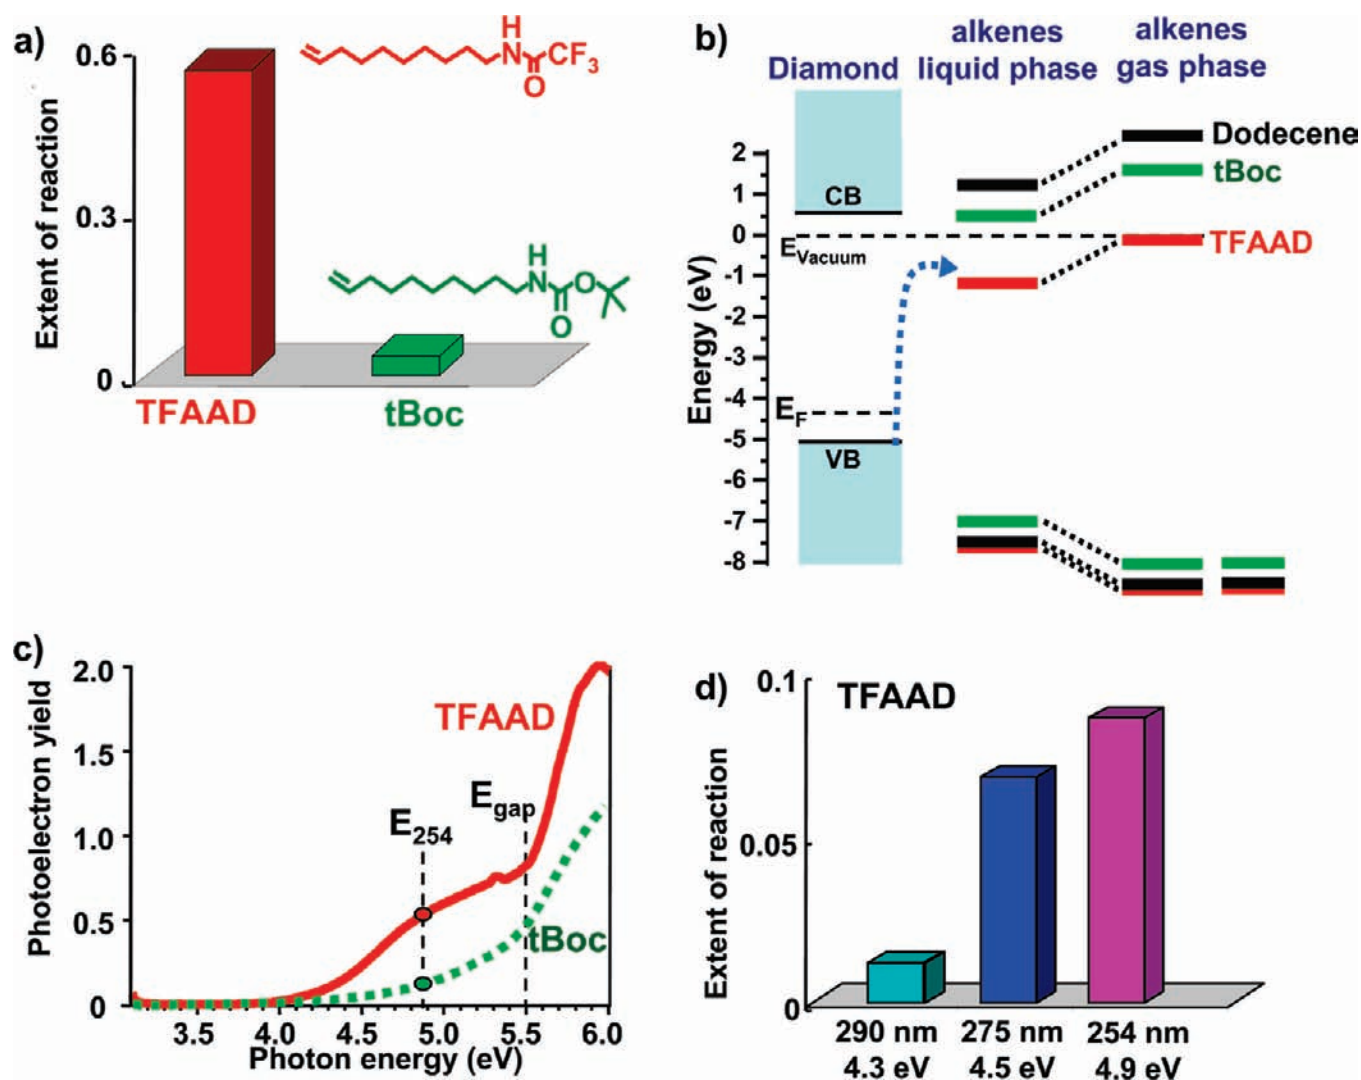 a)
0.6
0.3
0
Extent of reaction
H
N
CF3
O
H
N
O
O
TFAAD
tBoc
b)
alkenes
liquid phase
alkenes
gas phase
Diamond
Energy (eV)
2
1
0
-1
-2
-3
-4
-5
-6
-7
-8
CB
EVacuum
EF
VB
Dodecene
tBoc
TFAAD
c)
Photoelectron yield
2.0
1.5
1.0
0.5
0
TFAAD
E254
Egap
tBoc
3.5 4.0 4.5 5.0 5.5 6.0
Photon energy (eV)
d)
TFAAD
0.1
0.05
0
Extent of reaction
290 nm 275 nm 254 nm
4.3 eV 4.5 eV 4.9 eV